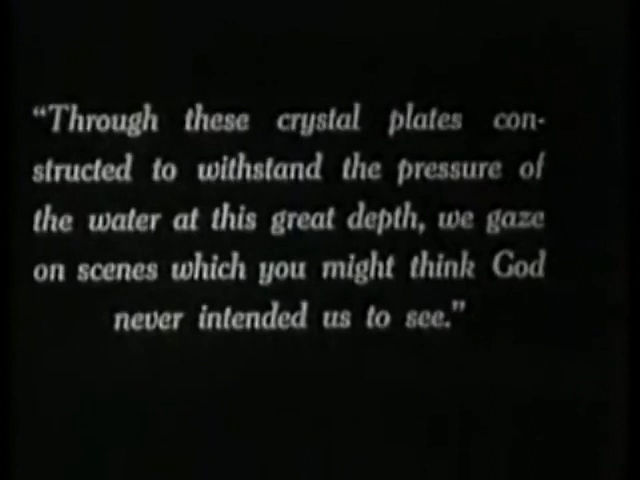 “Through these crystal plates con-
structed to withstand the pressure of
the water at this great depth, we gaze
on scenes which you might think God
never intended us to see.”